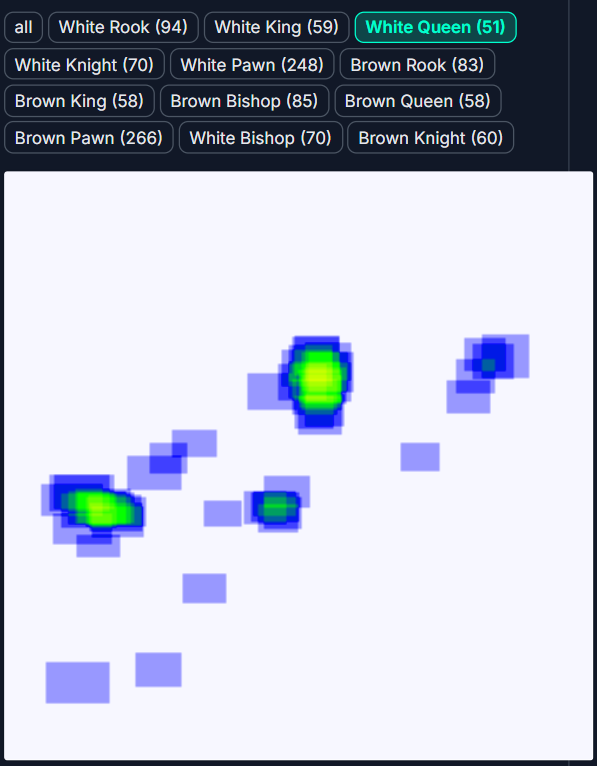 all White Rook (94) White King (59) White Queen (51)
White Knight (70) White Pawn (248) Brown Rook (83)
Brown King (58) Brown Bishop (85) Brown Queen (58)
Brown Pawn (266) White Bishop (70) Brown Knight (60)